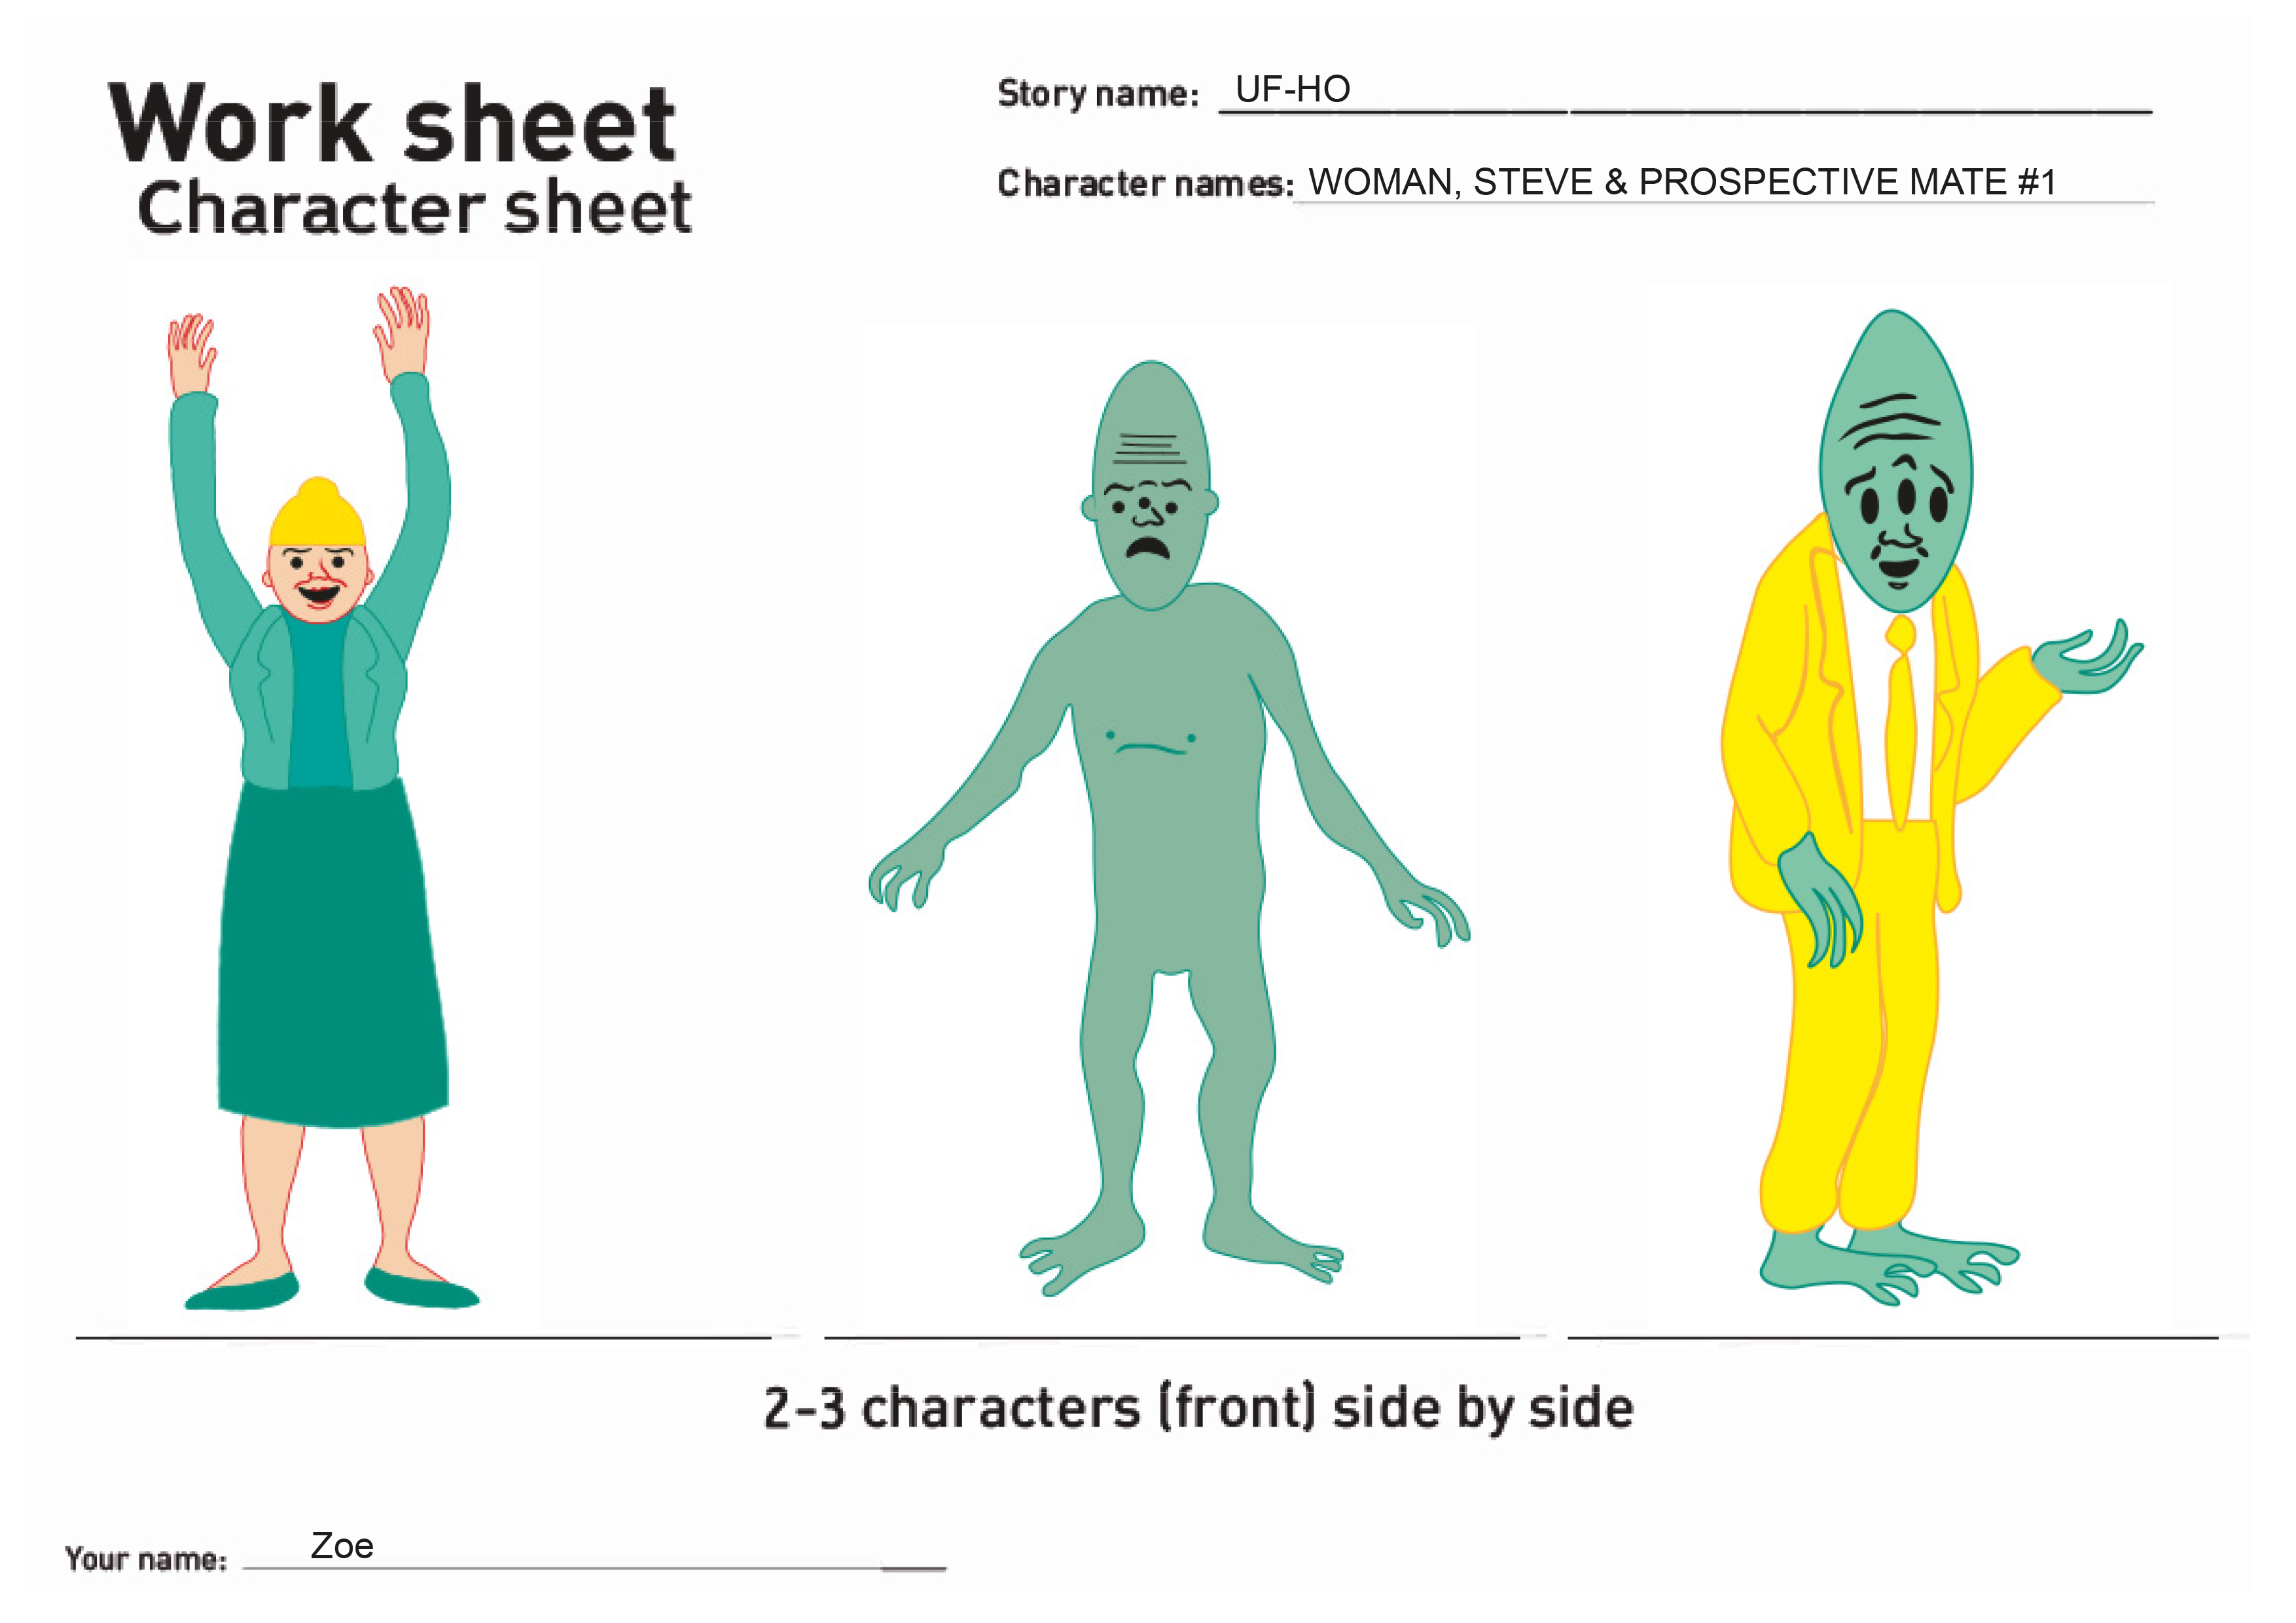 Work sheet
Character sheet
Story name: UF-HO
Character names: WOMAN, STEVE & PROSPECTIVE MATE #1
2-3 characters (front) side by side
Your name: Zoe